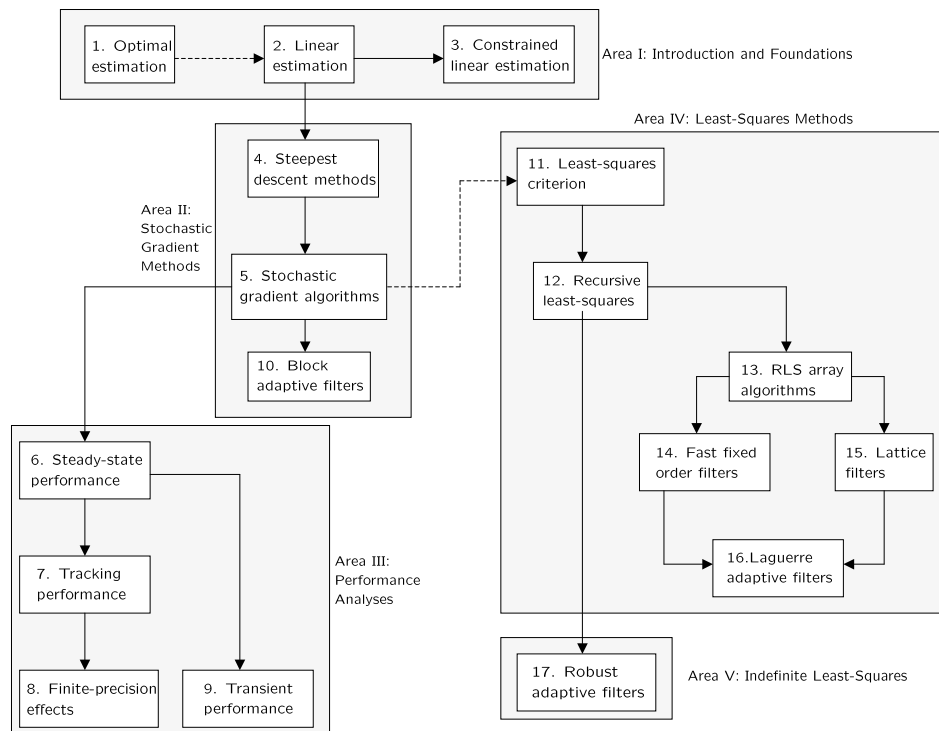 1. Optimal
estimation
2. Linear
estimation
3. Constrained
linear estimation
Area I: Introduction and Foundations
4. Steepest
descent methods
Area II:
Stochastic
Gradient
Methods
5. Stochastic
gradient algorithms
10. Block
adaptive filters
6. Steady-state
performance
7. Tracking
performance
8. Finite-precision
effects
9. Transient
performance
Area III:
Performance
Analyses
Area IV: Least-Squares Methods
11. Least-squares
criterion
12. Recursive
least-squares
13. RLS array
algorithms
14. Fast fixed
order filters
15. Lattice
filters
16.Laguerre
adaptive filters
17. Robust
adaptive filters
Area V: Indefinite Least-Squares